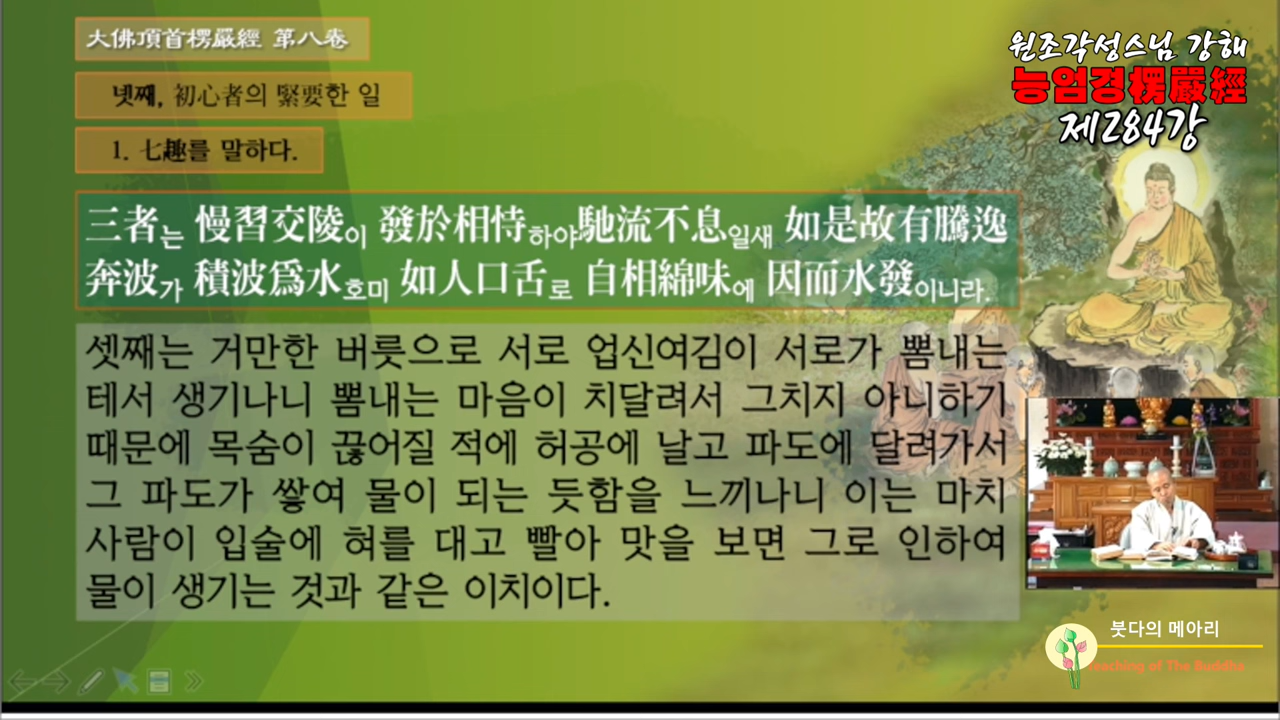 大佛頂首楞嚴經 第八卷
넷째, 初心者의 緊要한 일
1. 七趣를 말하다.
三者는 慢習交陵이 發於相恃하야馳流不息일새 如是故有騰逸
奔波가 積波爲水호미 如人口舌로 自相綿味에 因而水發이니라.
셋째는 거만한 버릇으로 서로 업신여김이 서로가 뽐내는
테서 생기나니 뽐내는 마음이 치달려서 그치지 아니하기
때문에 목숨이 끊어질 적에 허공에 날고 파도에 달려가서
그 파도가 쌓여 물이 되는 듯함을 느끼나니 이는 마치
사람이 입술에 혀를 대고 빨아 맛을 보면 그로 인하여
물이 생기는 것과 같은 이치이다.
원조각성스님 강해
능엄경楞嚴經
제284강
붓다의 메아리
Teaching of The Buddha